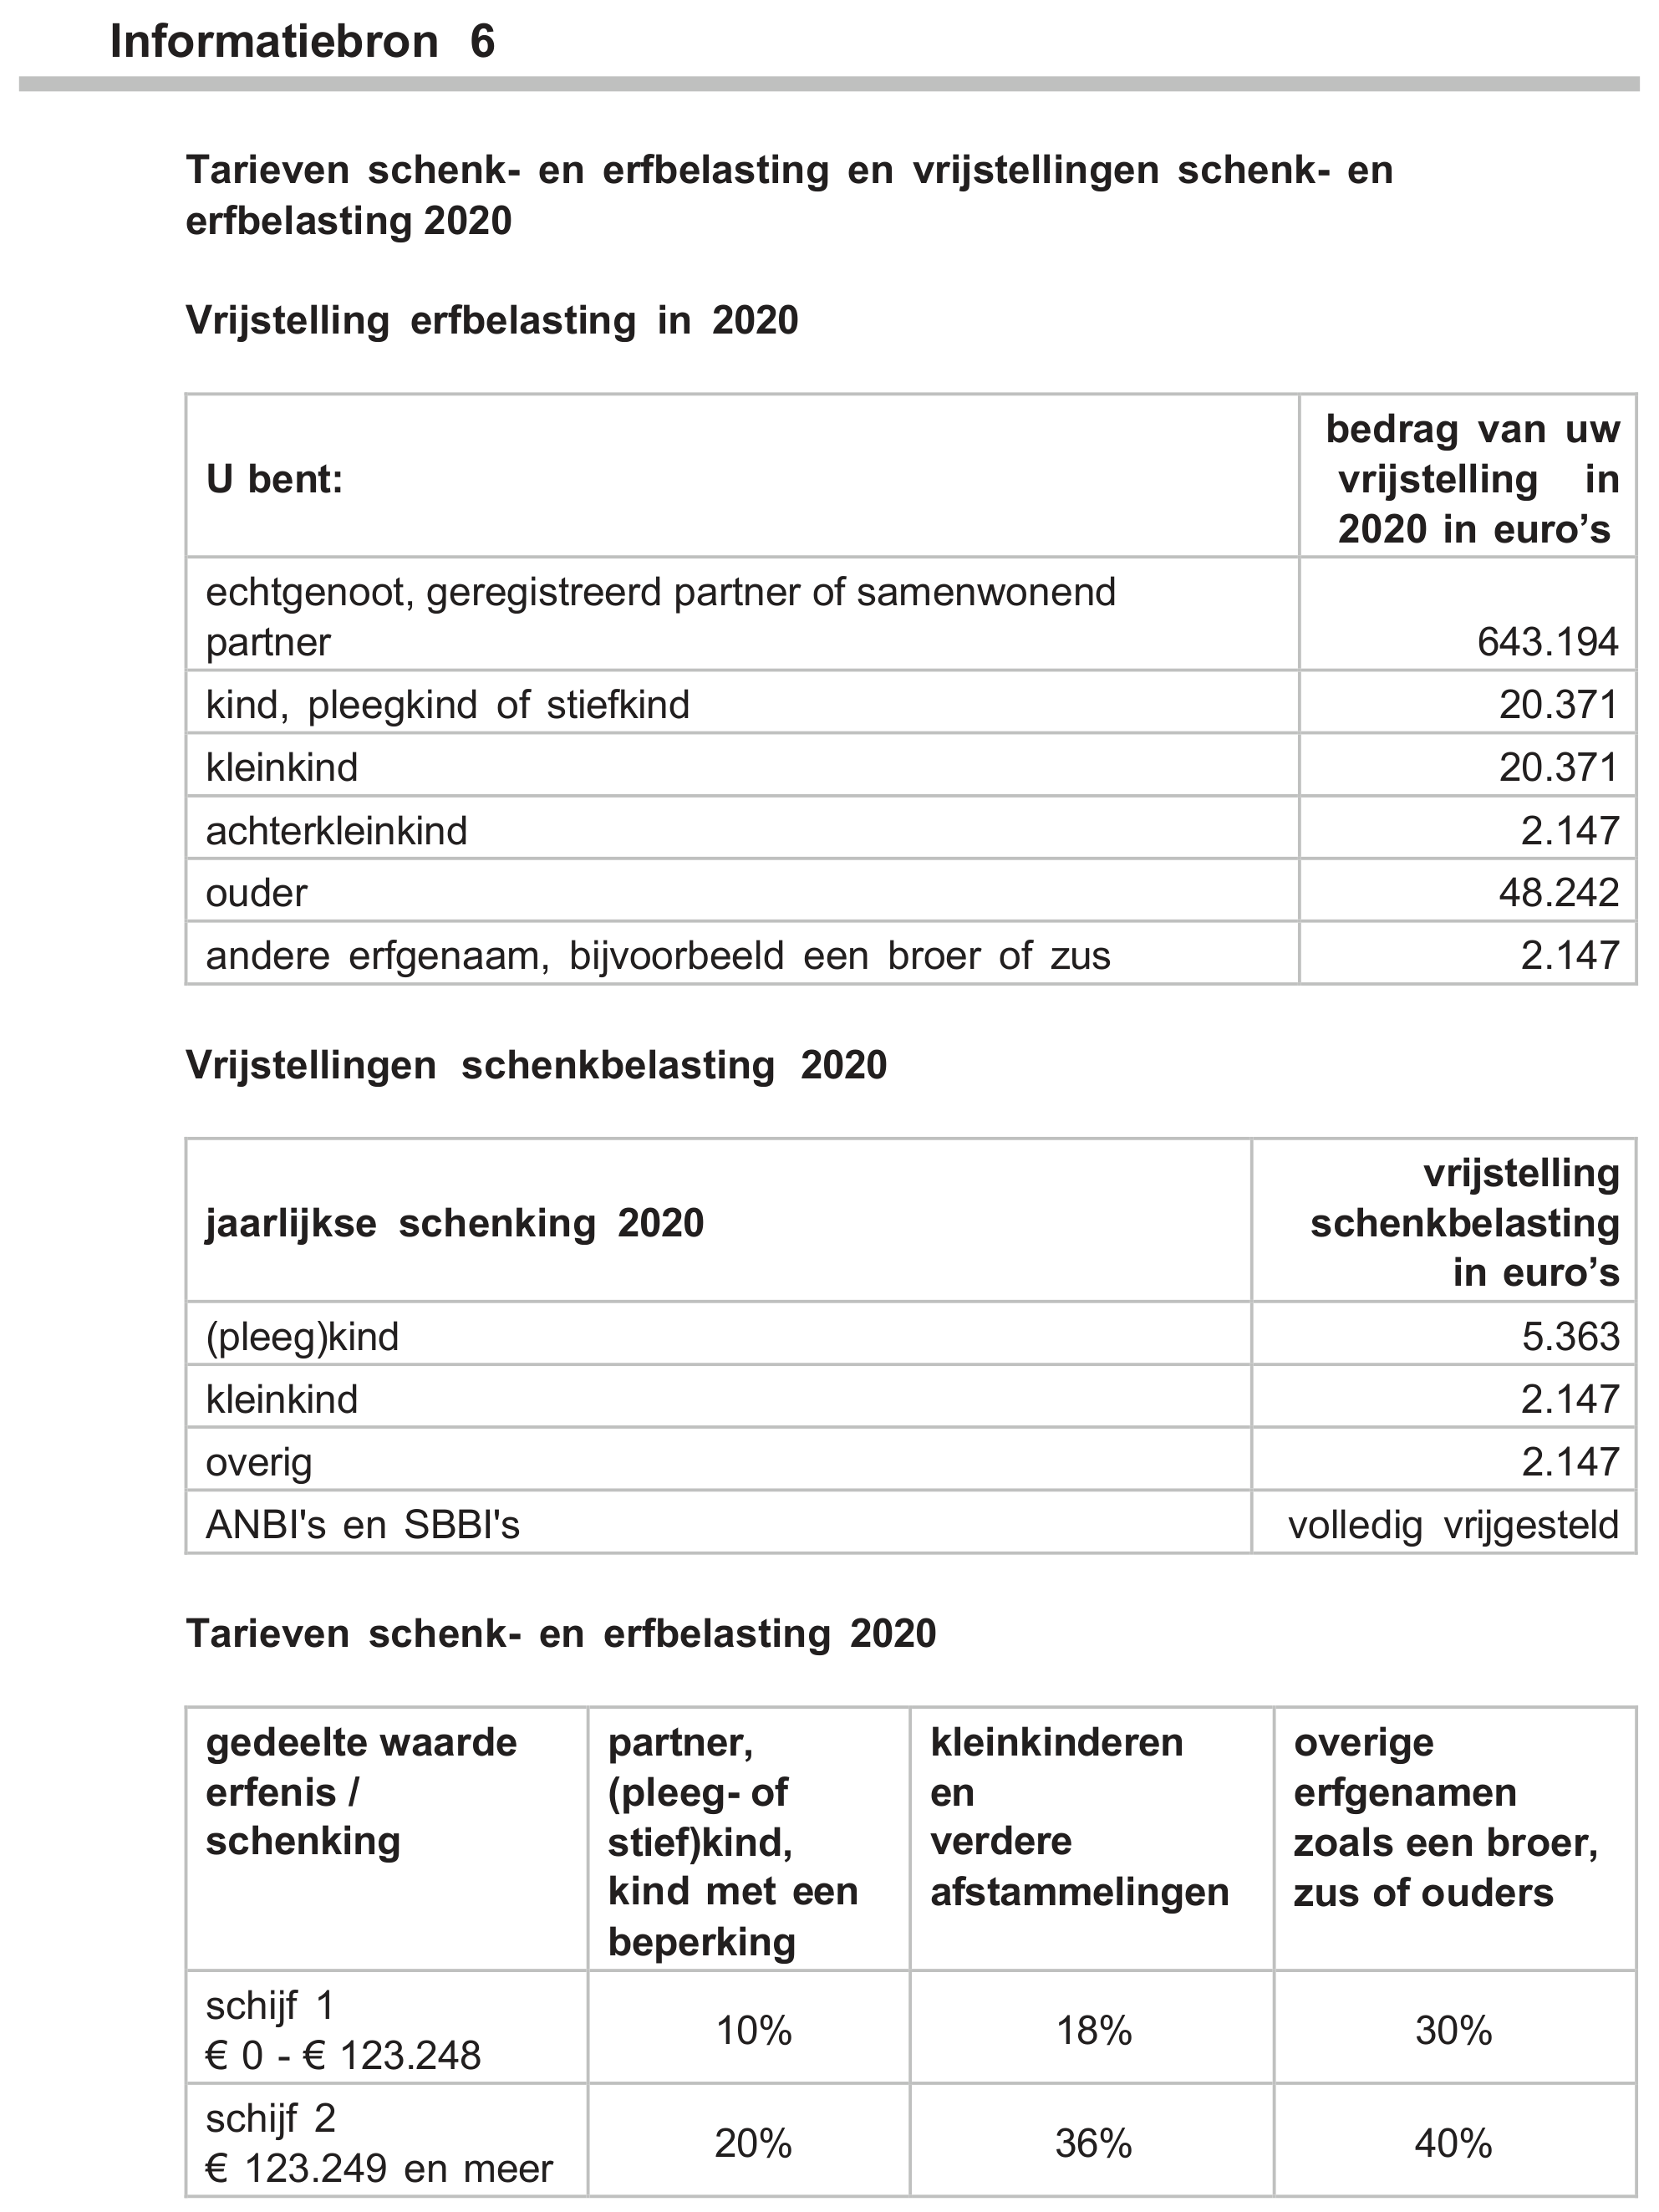 Informatiebron 6
Tarieven schenk- en erfbelasting en vrijstellingen schenk- en
erfbelasting 2020
Vrijstelling erfbelasting in 2020
U bent:
bedrag van uw
vrijstelling in
2020 in euro’s
echtgenoot, geregistreerd partner of samenwonend
partner
643.194
kind, pleegkind of stiefkind
20.371
kleinkind
20.371
achterkleinkind
2.147
ouder
48.242
andere erfgenaam, bijvoorbeeld een broer of zus
2.147
Vrijstellingen schenkbelasting 2020
jaarlijkse schenking 2020
vrijstelling
schenkbelasting
in euro’s
(pleeg)kind
5.363
kleinkind
2.147
overig
2.147
ANBI's en SBBI's
volledig vrijgesteld
Tarieven schenk- en erfbelasting 2020
gedeelte waarde
erfenis /
schenking
partner,
(pleeg- of
stief)kind,
kind met een
beperking
kleinkinderen
en
verdere
afstammelingen
overige
erfgenamen
zoals een broer,
zus of ouders
schijf 1
€ 0 - € 123.248
10%
18%
30%
schijf 2
€ 123.249 en meer
20%
36%
40%